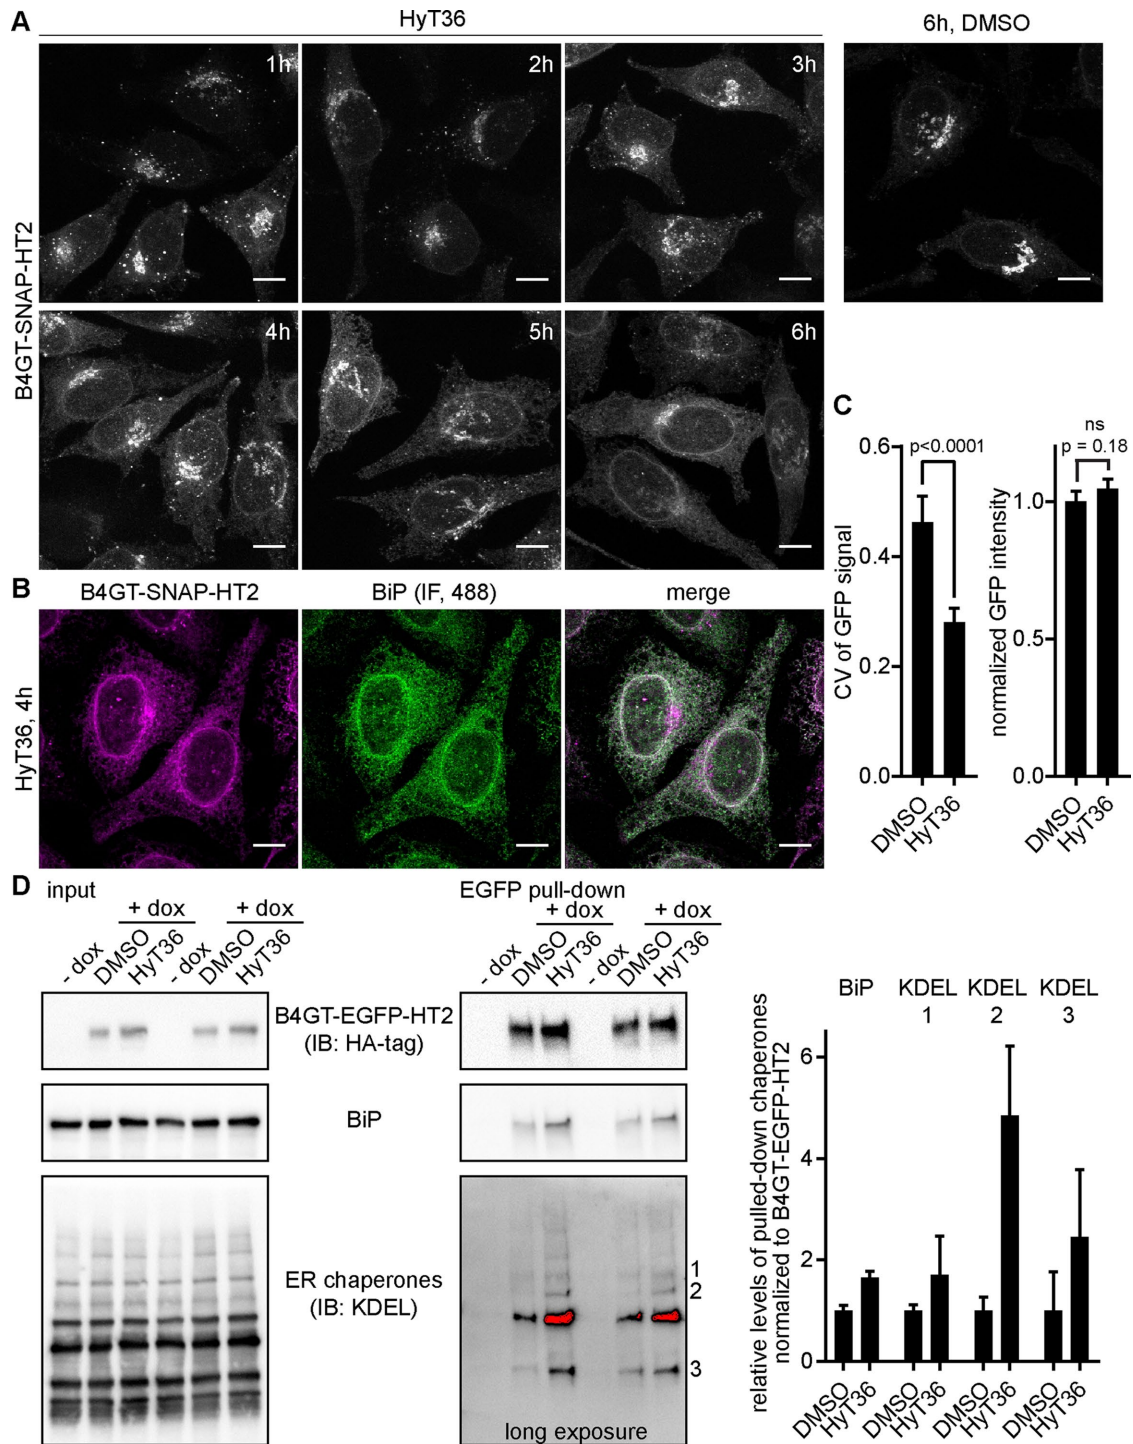 A
HyT36
6h, DMSO
1h
2h
3h
B4GT-SNAP-HT2
4h
5h
6h
C
0.6
0.4
0.2
0.0
CV of GFP signal
p<0.0001
DMSO
HyT36
ns
p = 0.18
1.0
0.5
0.0
normalized GFP intensity
DMSO
HyT36
B
B4GT-SNAP-HT2
BiP (IF, 488)
merge
HyT36, 4h
D
input
+ dox
+ dox
- dox
DMSO
HyT36
- dox
DMSO
HyT36
EGFP pull-down
+ dox
+ dox
- dox
DMSO
HyT36
- dox
DMSO
HyT36
B4GT-EGFP-HT2
(IB: HA-tag)
BiP
ER chaperones
(IB: KDEL)
1
2
3
long exposure
BiP
KDEL
1
KDEL
2
KDEL
3
relative levels of pulled-down chaperones
normalized to B4GT-EGFP-HT2
6
4
2
0
DMSO
HyT36
DMSO
HyT36
DMSO
HyT36
DMSO
HyT36